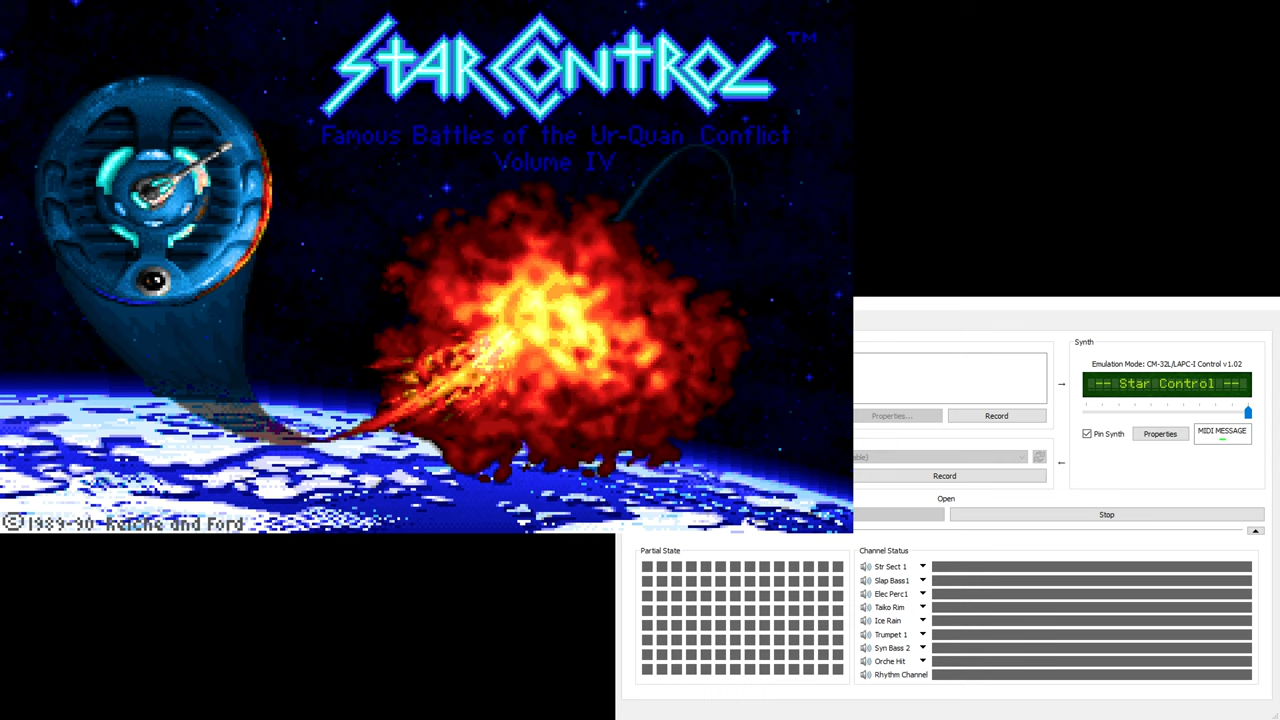 STARCONTROL TM
Famous Battles of the Ur-Quan Conflict
Volume IV
©1989-90 Reiche and Ford
Synth
Emulation Mode: CM-32L/LAPC-I Control v1.02
-- Star Control --
Properties...
Record
Pin Synth
Properties
MIDI MESSAGE
Record
Open
Stop
Partial State
Channel Status
Str Sect 1
Slap Bass1
Elec Perc1
Taiko Rim
Ice Rain
Trumpet 1
Syn Bass 2
Orche Hit
Rhythm Channel